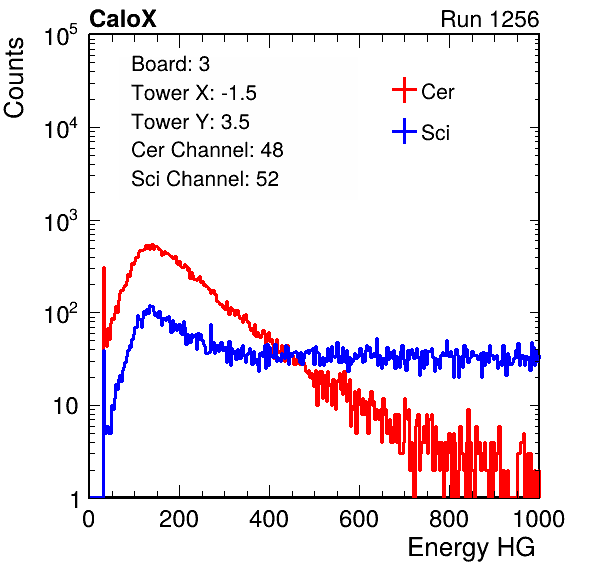 CaloX Run 1256
Counts
Board: 3
Tower X: -1.5
Tower Y: 3.5
Cer Channel: 48
Sci Channel: 52
Cer
Sci
10^5
10^4
10^3
10^2
10
1
0 200 400 600 800 1000
Energy HG